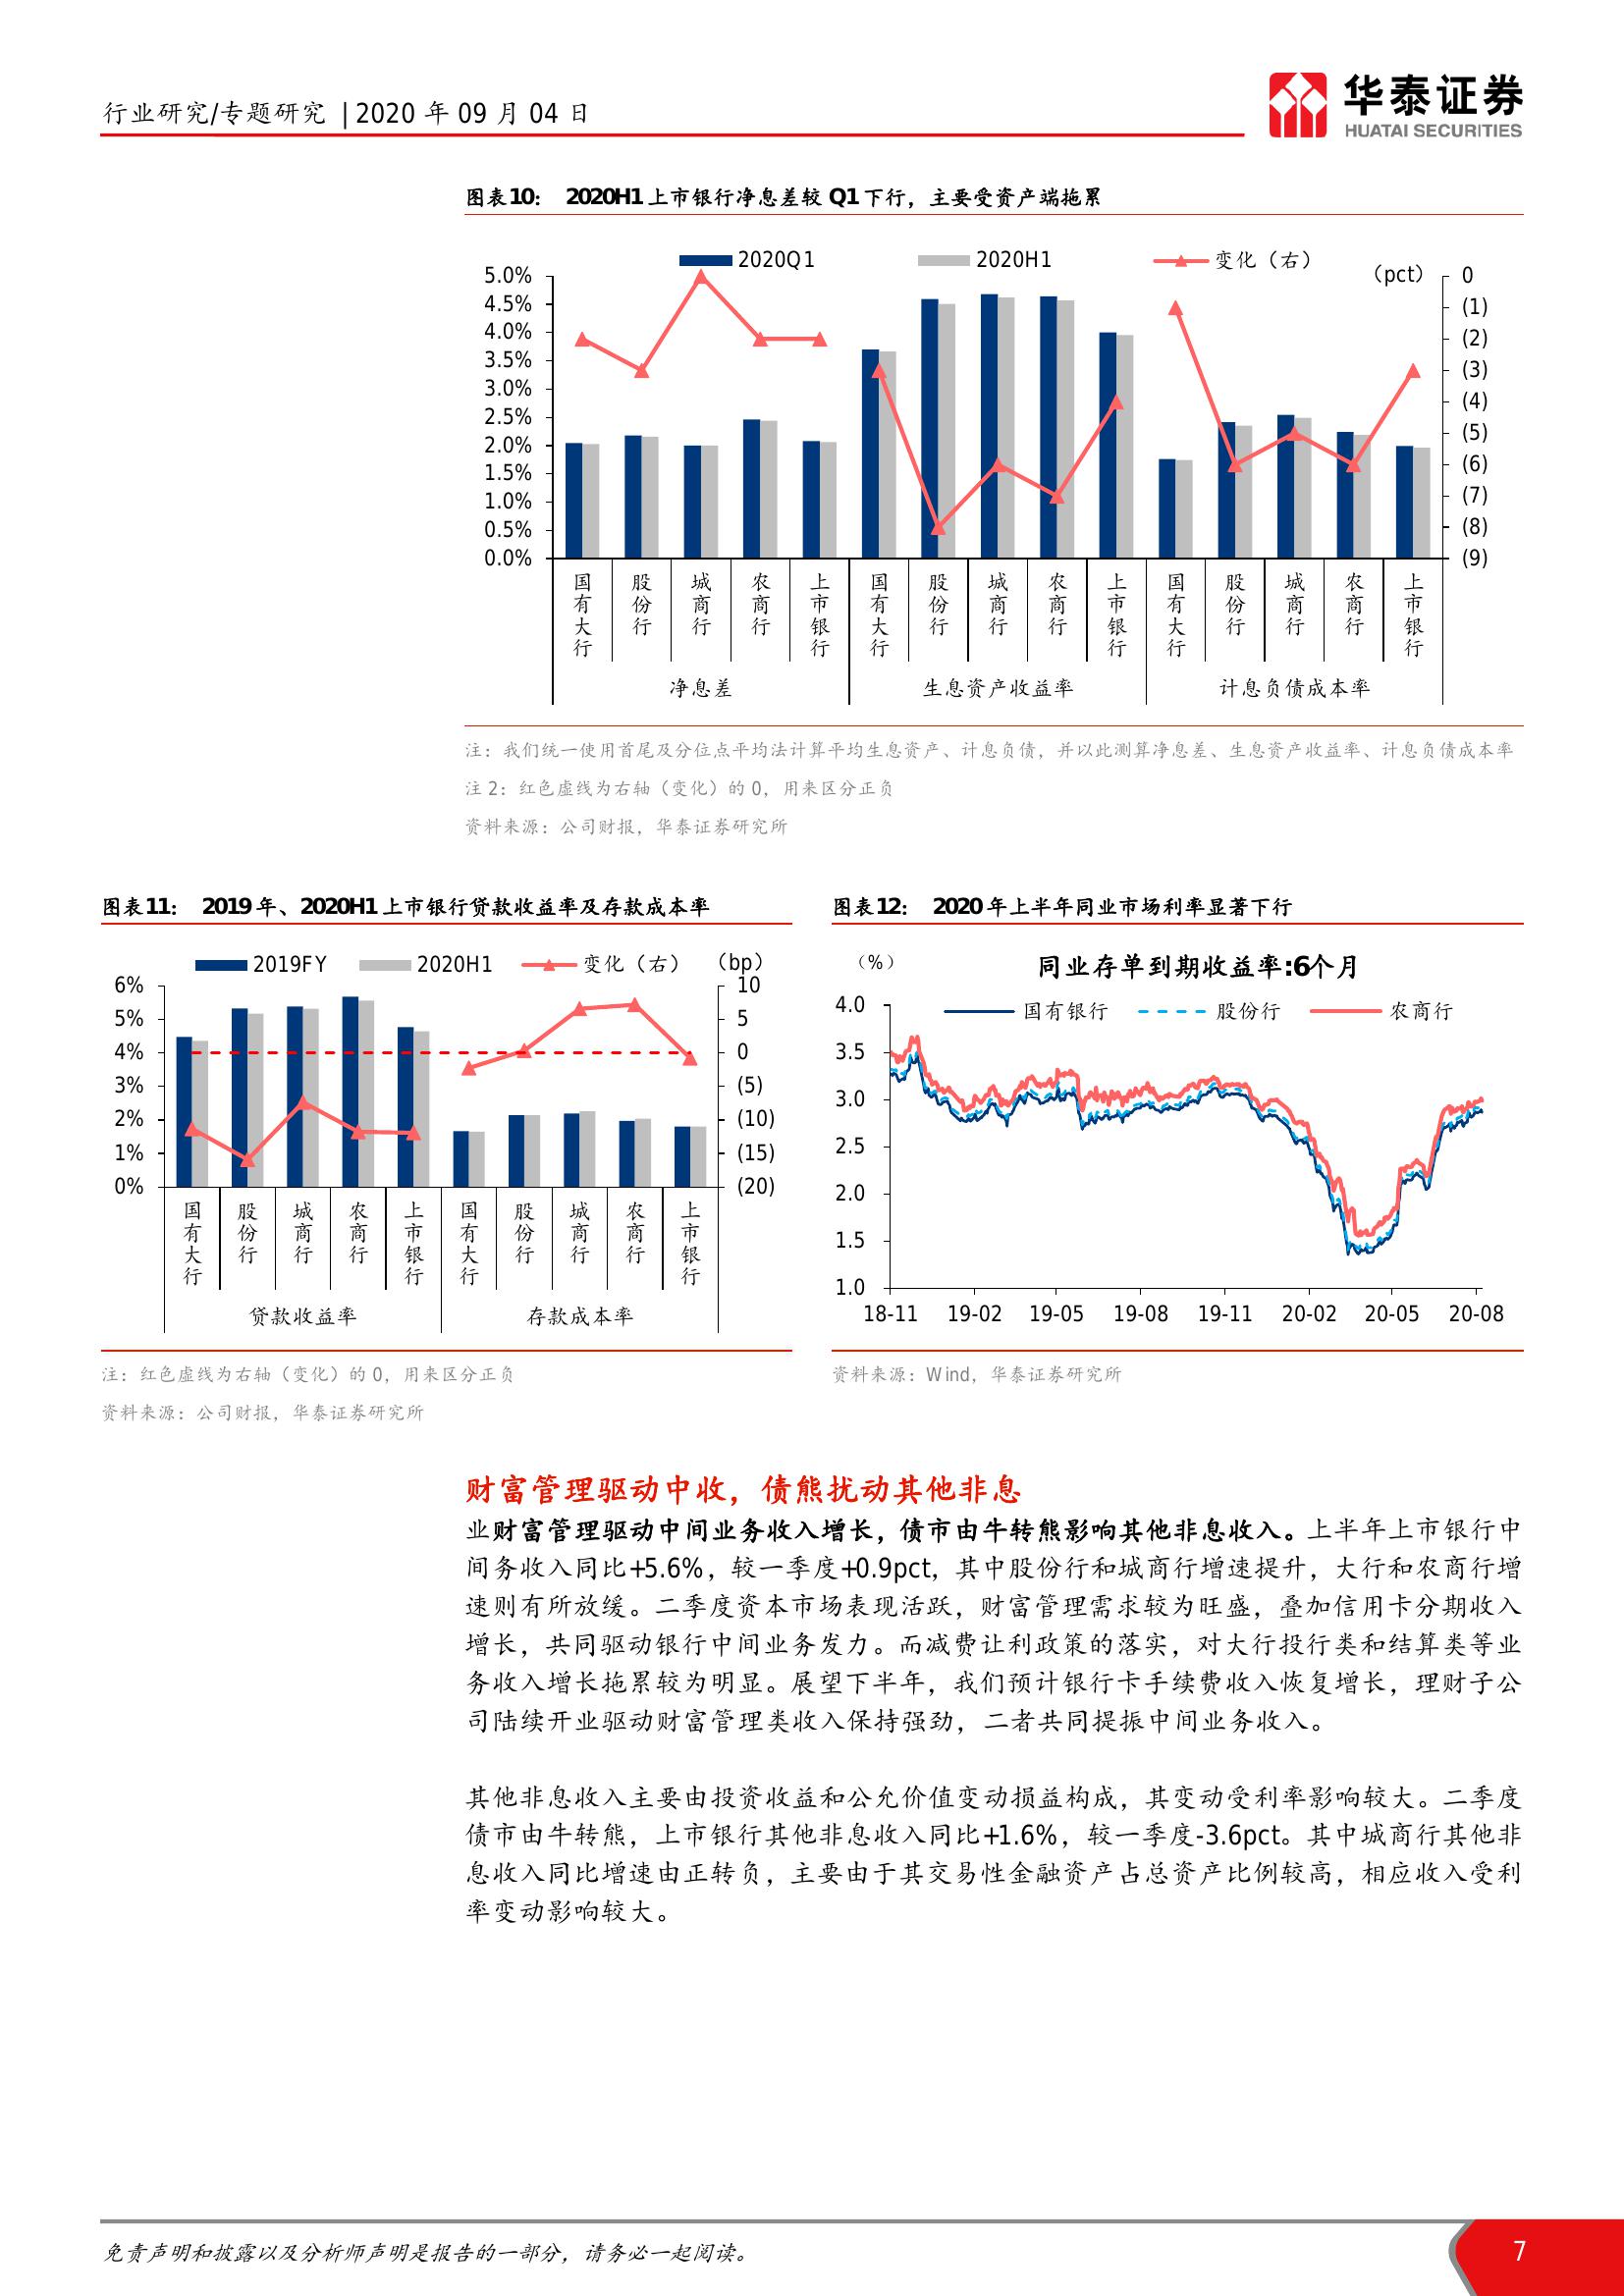 行业研究/专题研究 | 2020 年 09 月 04 日
华泰证券
HUATAI SECURITIES
图表10： 2020H1 上市银行净息差较 Q1 下行，主要受资产端拖累
2020Q1 2020H1 变化（右） （pct）
5.0% 0
4.5% (1)
4.0% (2)
3.5% (3)
3.0% (4)
2.5% (5)
2.0% (6)
1.5% (7)
1.0% (8)
0.5% (9)
0.0%
国有大行 股份行 城商行 农商行 上市银行 国有大行 股份行 城商行 农商行 上市银行 国有大行 股份行 城商行 农商行 上市银行
净息差 生息资产收益率 计息负债成本率
注：我们统一使用首尾及分位点平均法计算平均生息资产、计息负债，并以此测算净息差、生息资产收益率、计息负债成本率
注 2：红色虚线为右轴（变化）的 0，用来区分正负
资料来源：公司财报，华泰证券研究所
图表11： 2019 年、2020H1 上市银行贷款收益率及存款成本率
2019FY 2020H1 变化（右） （bp）
6% 10
5% 5
4% 0
3% (5)
2% (10)
1% (15)
0% (20)
国有大行 股份行 城商行 农商行 上市银行 国有大行 股份行 城商行 农商行 上市银行
贷款收益率 存款成本率
注：红色虚线为右轴（变化）的 0，用来区分正负
资料来源：公司财报，华泰证券研究所
图表12： 2020 年上半年同业市场利率显著下行
（%） 同业存单到期收益率:6个月
国有银行 股份行 农商行
4.0
3.5
3.0
2.5
2.0
1.5
1.0
18-11 19-02 19-05 19-08 19-11 20-02 20-05 20-08
资料来源：Wind，华泰证券研究所
财富管理驱动中收，债熊扰动其他非息
业财富管理驱动中间业务收入增长，债市由牛转熊影响其他非息收入。上半年上市银行中
间务收入同比+5.6%，较一季度+0.9pct，其中股份行和城商行增速提升，大行和农商行增
速则有所放缓。二季度资本市场表现活跃，财富管理需求较为旺盛，叠加信用卡分期收入
增长，共同驱动银行中间业务发力。而减费让利政策的落实，对大行投行类和结算类等业
务收入增长拖累较为明显。展望下半年，我们预计银行卡手续费收入恢复增长，理财子公
司陆续开业驱动财富管理类收入保持强劲，二者共同提振中间业务收入。
其他非息收入主要由投资收益和公允价值变动损益构成，其变动受利率影响较大。二季度
债市由牛转熊，上市银行其他非息收入同比+1.6%，较一季度-3.6pct。其中城商行其他非
息收入同比增速由正转负，主要由于其交易性金融资产占总资产比例较高，相应收入受利
率变动影响较大。
免责声明和披露以及分析师声明是报告的一部分，请务必一起阅读。 7